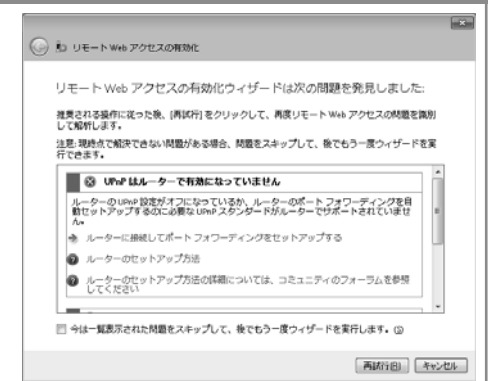 リモート Web アクセスの有効化
リモート Web アクセスの有効化ウィザードは次の問題を発見しました:
推奨される操作に従った後、[再試行] をクリックして、再度リモート Web アクセスの問題を識別
して解析します。
注意: 現時点で解決できない問題がある場合、問題をスキップして、後でもう一度ウィザードを実
行できます。
UPnP はルーターで有効になっていません
ルーターの UPnP 設定がオフになっているか、ルーターのポート フォワーディングを自
動セットアップするのに必要な UPnP スタンダードがルーターでサポートされていませ
ん。
ルーターに接続してポート フォワーディングをセットアップする
ルーターのセットアップ方法
ルーターのセットアップ方法の詳細については、コミュニティのフォーラムを参照
してください
今は一覧表示された問題をスキップして、後でもう一度ウィザードを実行します。(S)
再試行(R) キャンセル